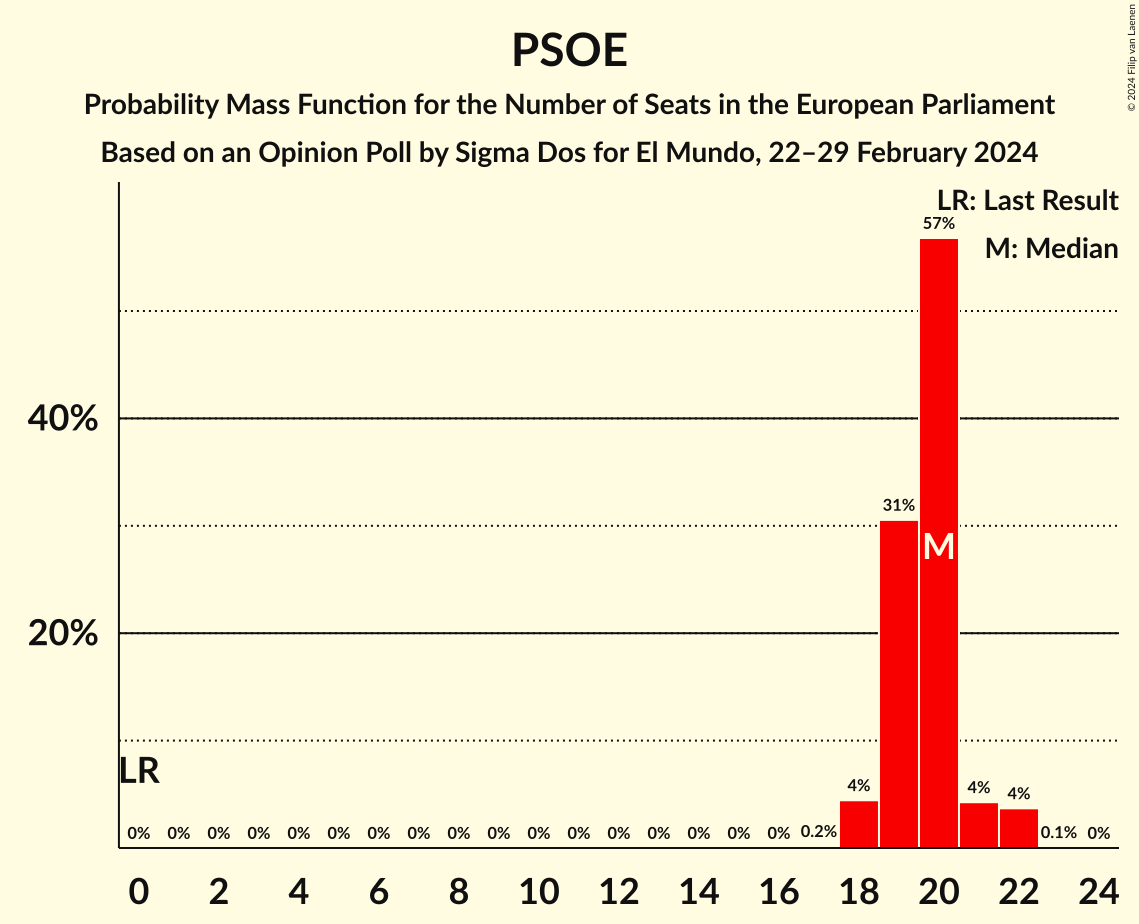 PSOE
Probability Mass Function for the Number of Seats in the European Parliament
Based on an Opinion Poll by Sigma Dos for El Mundo, 22–29 February 2024
© 2024 Filip van Laenen
LR: Last Result
M: Median
57%
40%
31%
M
20%
LR
0% 0% 0% 0% 0% 0% 0% 0% 0% 0% 0% 0% 0% 0% 0% 0% 0% 0.2% 4% 4% 4% 0.1% 0%
0 2 4 6 8 10 12 14 16 18 20 22 24